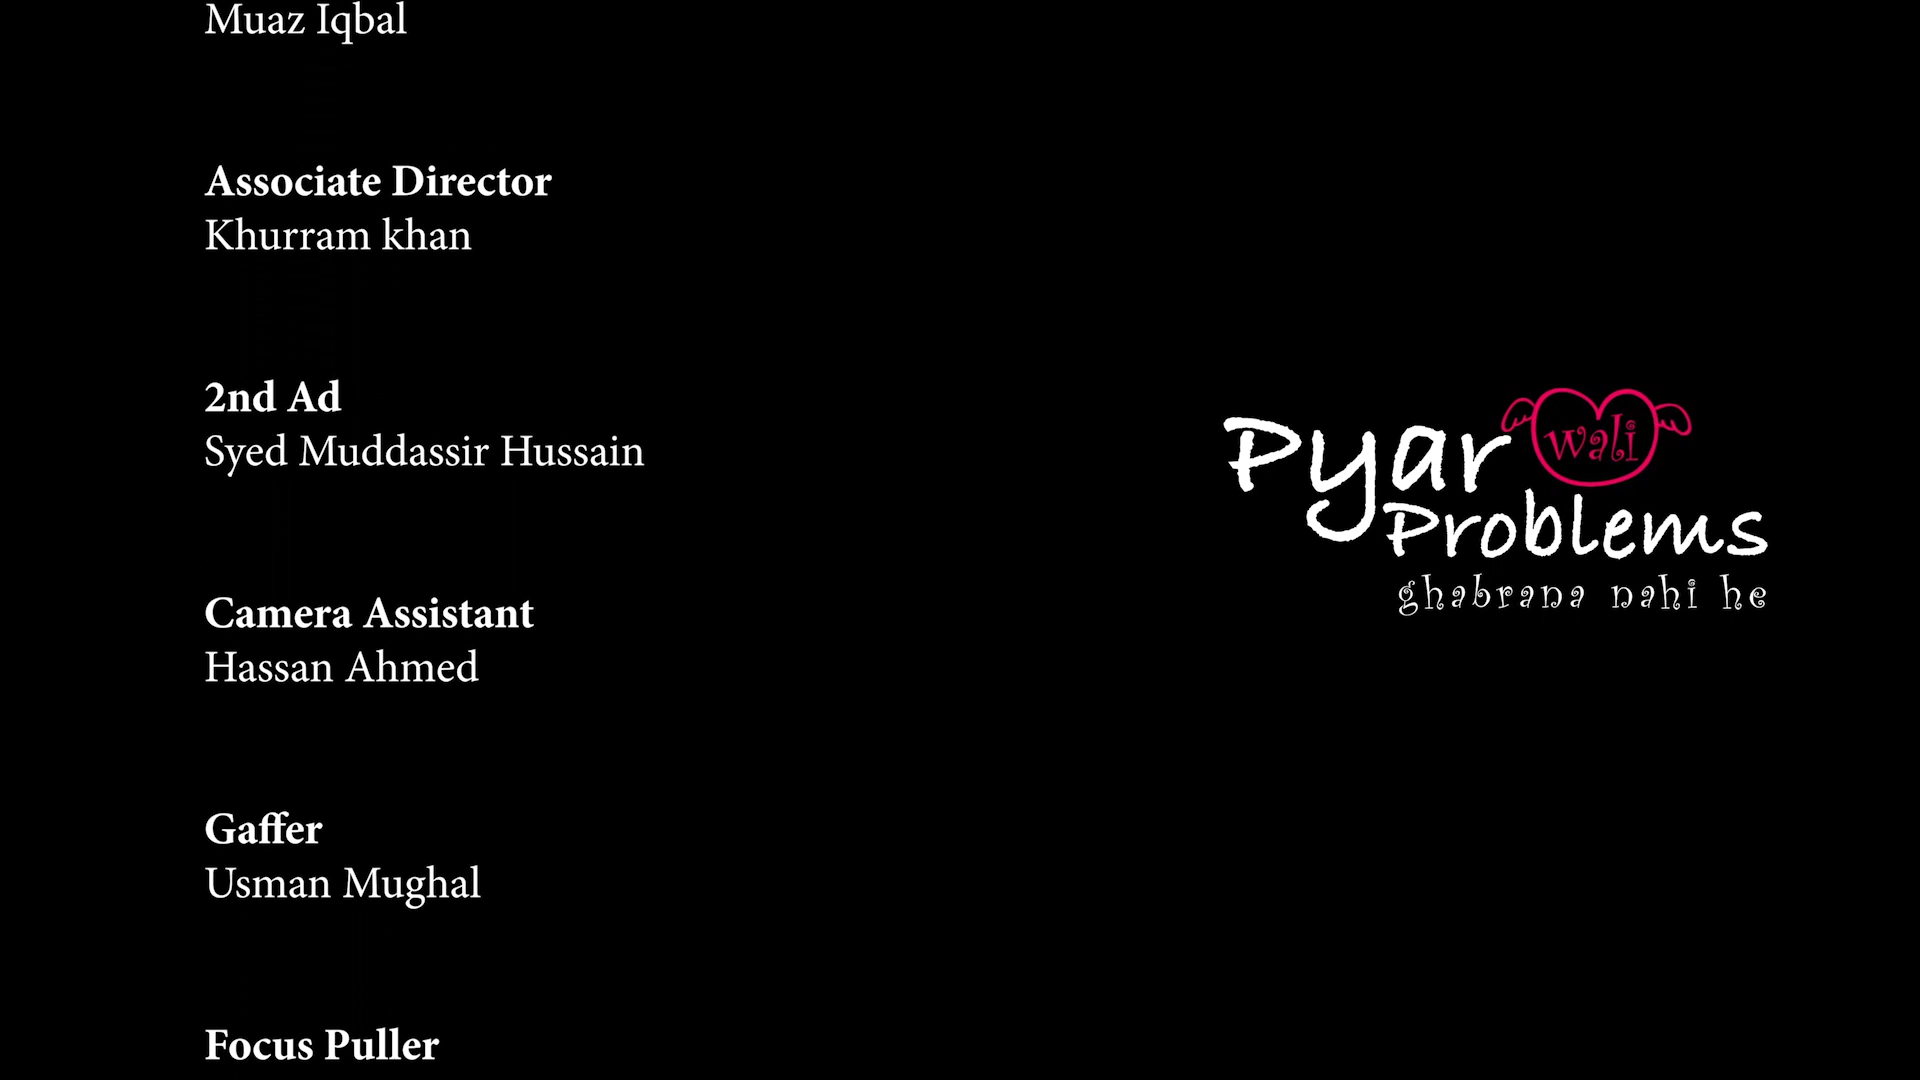 Muaz Iqbal
Associate Director
Khurram khan
2nd Ad
Syed Muddassir Hussain
Camera Assistant
Hassan Ahmed
Gaffer
Usman Mughal
Focus Puller
Pyar wali
Problems
ghabrana nahi he